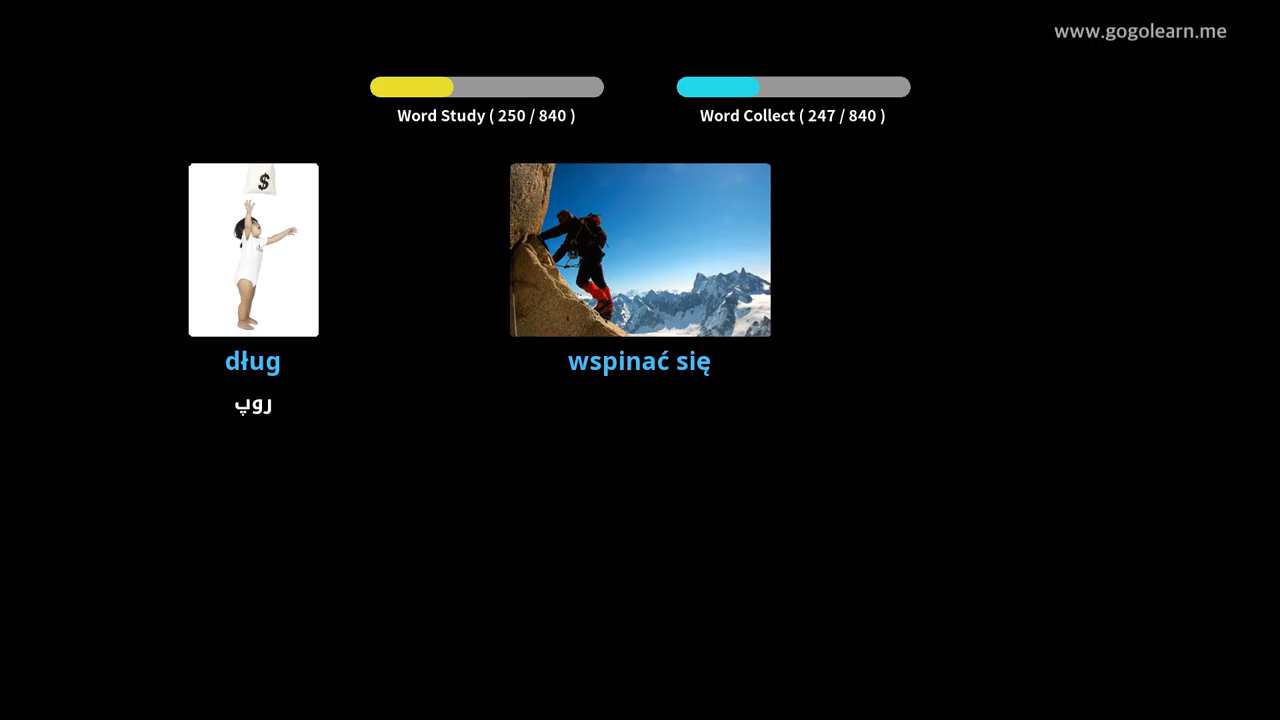 www.gogolearn.me
Word Study ( 250 / 840 )
Word Collect ( 247 / 840 )
$
dług
wspinać się
روپ